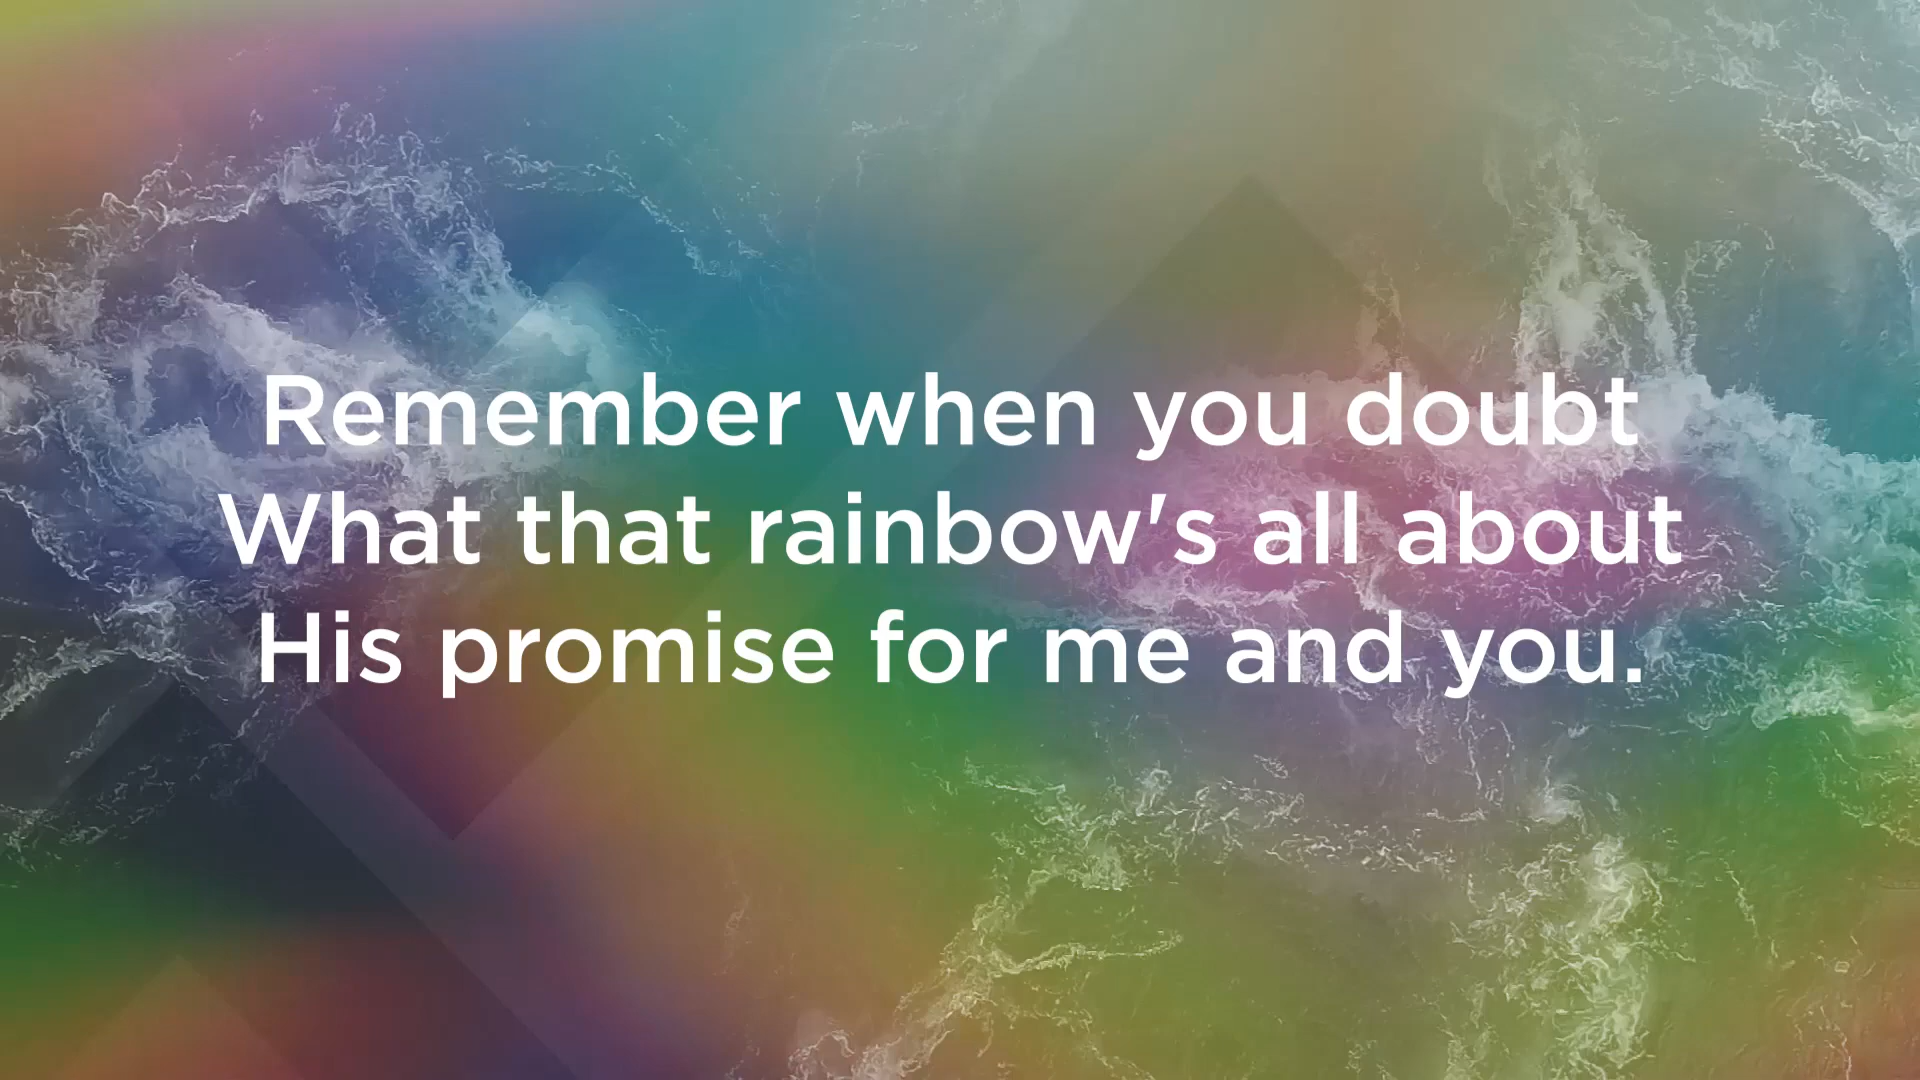 Remember when you doubt
What that rainbow's all about
His promise for me and you.